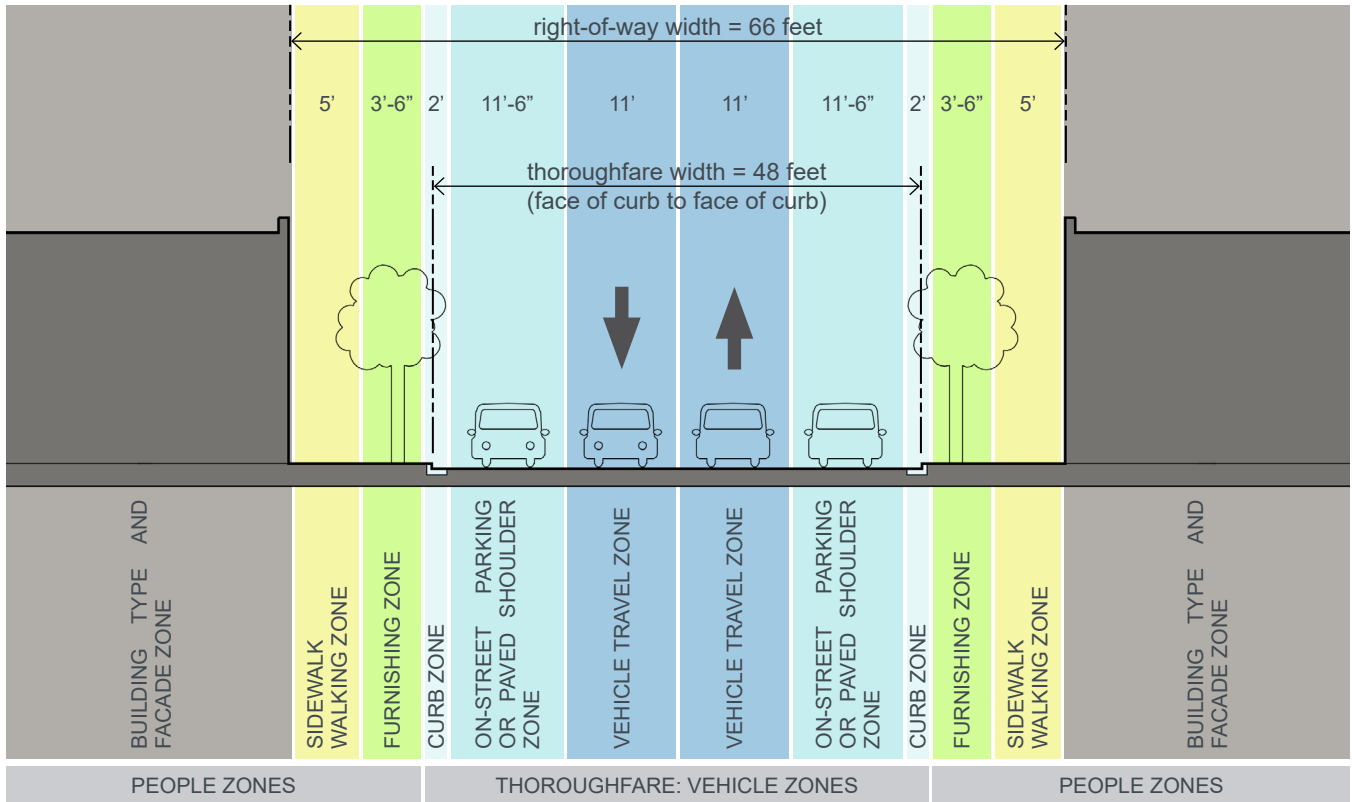 right-of-way width = 66 feet
5’
3’-6”
2’
11’-6”
11’
11’
11’-6”
2’
3’-6”
5’
thoroughfare width = 48 feet
(face of curb to face of curb)
BUILDING TYPE AND
FACADE ZONE
SIDEWALK
WALKING ZONE
FURNISHING ZONE
CURB ZONE
ON-STREET PARKING
OR PAVED SHOULDER
ZONE
VEHICLE TRAVEL ZONE
VEHICLE TRAVEL ZONE
ON-STREET PARKING
OR PAVED SHOULDER
ZONE
CURB ZONE
FURNISHING ZONE
SIDEWALK
WALKING ZONE
BUILDING TYPE AND
FACADE ZONE
PEOPLE ZONES
THOROUGHFARE: VEHICLE ZONES
PEOPLE ZONES